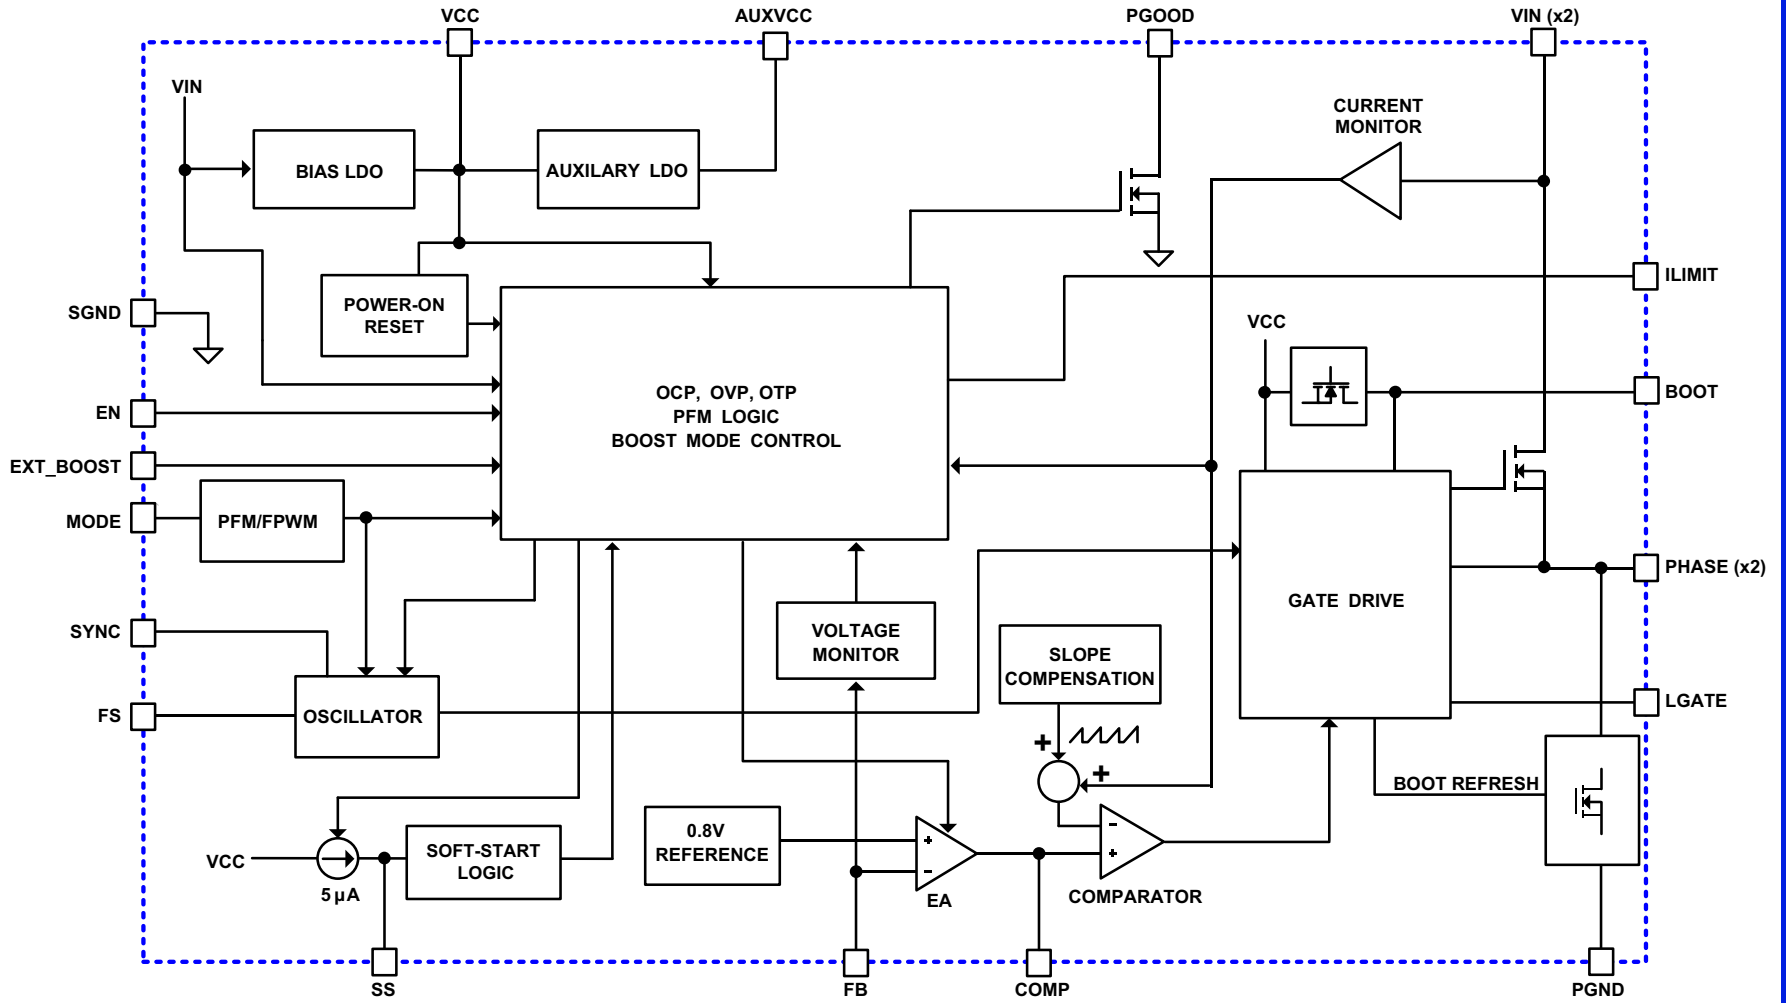 VCC
AUXVCC
PGOOD
VIN (x2)
VIN
CURRENT
MONITOR
BIAS LDO
AUXILARY LDO
ILIMIT
SGND
POWER-ON
RESET
VCC
OCP, OVP, OTP
PFM LOGIC
BOOST MODE CONTROL
BOOT
EN
EXT_BOOST
MODE
PFM/FPWM
PHASE (x2)
GATE DRIVE
SYNC
VOLTAGE
MONITOR
SLOPE
COMPENSATION
FS
OSCILLATOR
LGATE
+
+
BOOT REFRESH
0.8V
REFERENCE
+
−
EA
−
+
COMPARATOR
VCC
5 µA
SOFT-START
LOGIC
SS
FB
COMP
PGND